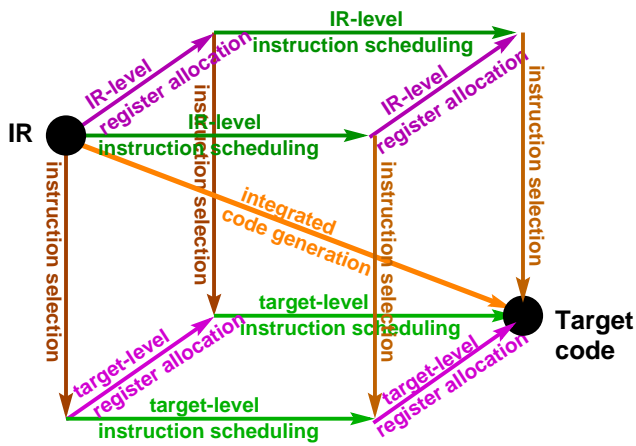 IR-level
instruction scheduling
IR-level
register allocation
IR
IR-level
instruction scheduling
IR-level
register allocation
instruction selection
instruction selection
instruction selection
instruction selection
integrated
code generation
target-level
instruction scheduling
Target
code
target-level
register allocation
target-level
register allocation
target-level
instruction scheduling